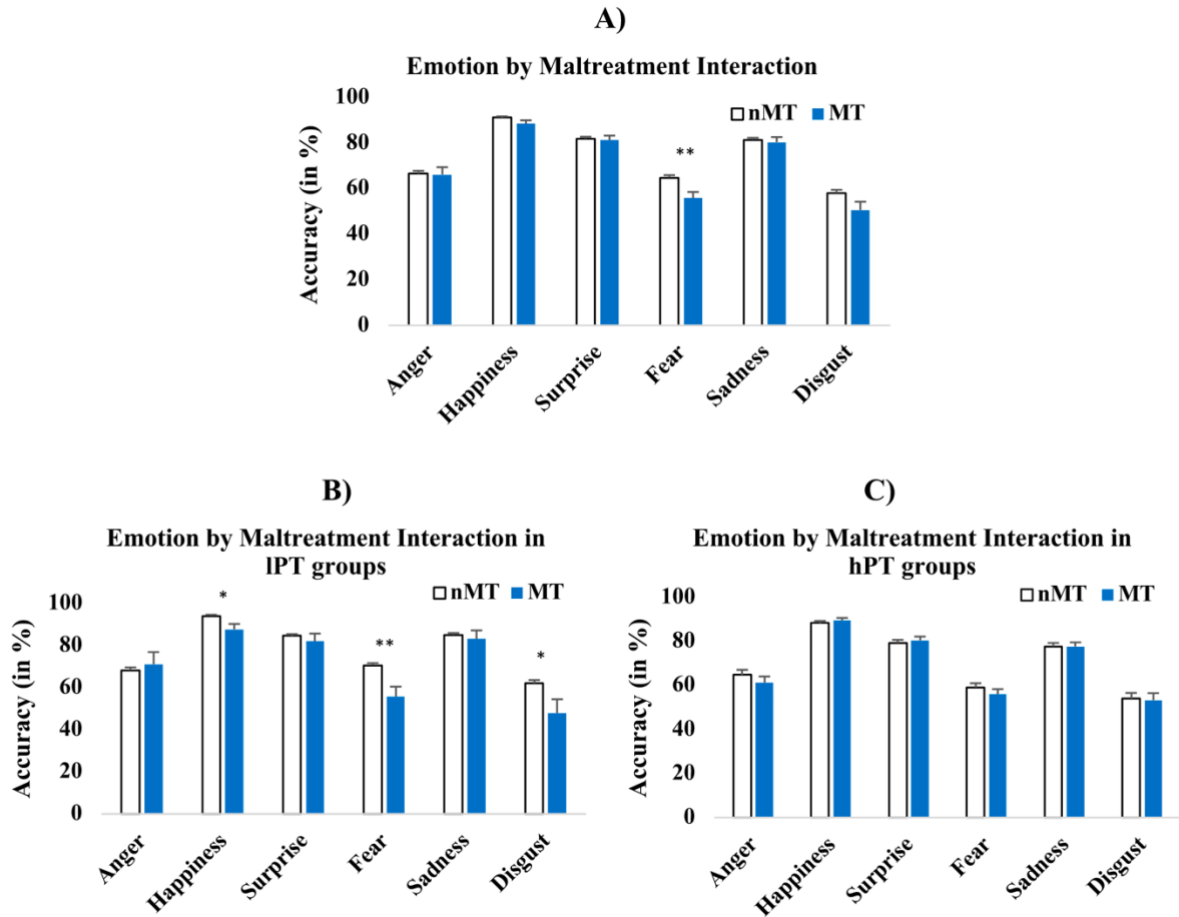 A)
Emotion by Maltreatment Interaction
nMT MT
Accuracy (in %)
100
80
60
40
20
0
**
Anger
Happiness
Surprise
Fear
Sadness
Disgust
B)
Emotion by Maltreatment Interaction in
lPT groups
nMT MT
Accuracy (in %)
100
80
60
40
20
0
*
**
*
Anger
Happiness
Surprise
Fear
Sadness
Disgust
C)
Emotion by Maltreatment Interaction in
hPT groups
nMT MT
Accuracy (in %)
100
80
60
40
20
0
Anger
Happiness
Surprise
Fear
Sadness
Disgust